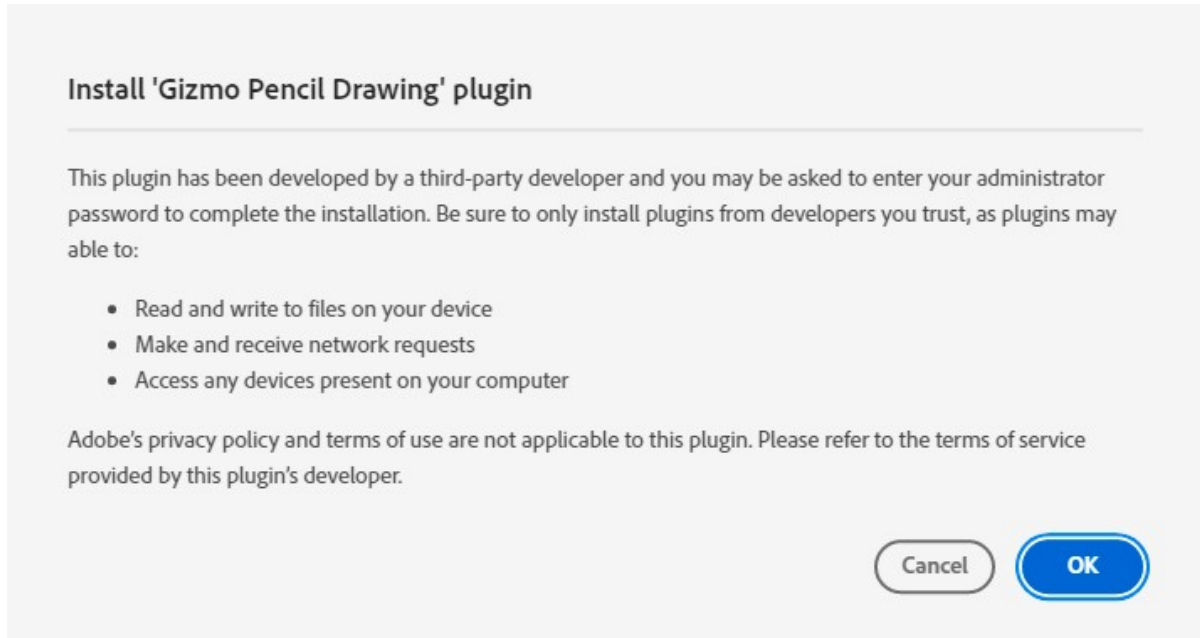 Install 'Gizmo Pencil Drawing' plugin
This plugin has been developed by a third-party developer and you may be asked to enter your administrator
password to complete the installation. Be sure to only install plugins from developers you trust, as plugins may
able to:
• Read and write to files on your device
• Make and receive network requests
• Access any devices present on your computer
Adobe’s privacy policy and terms of use are not applicable to this plugin. Please refer to the terms of service
provided by this plugin’s developer.
Cancel OK